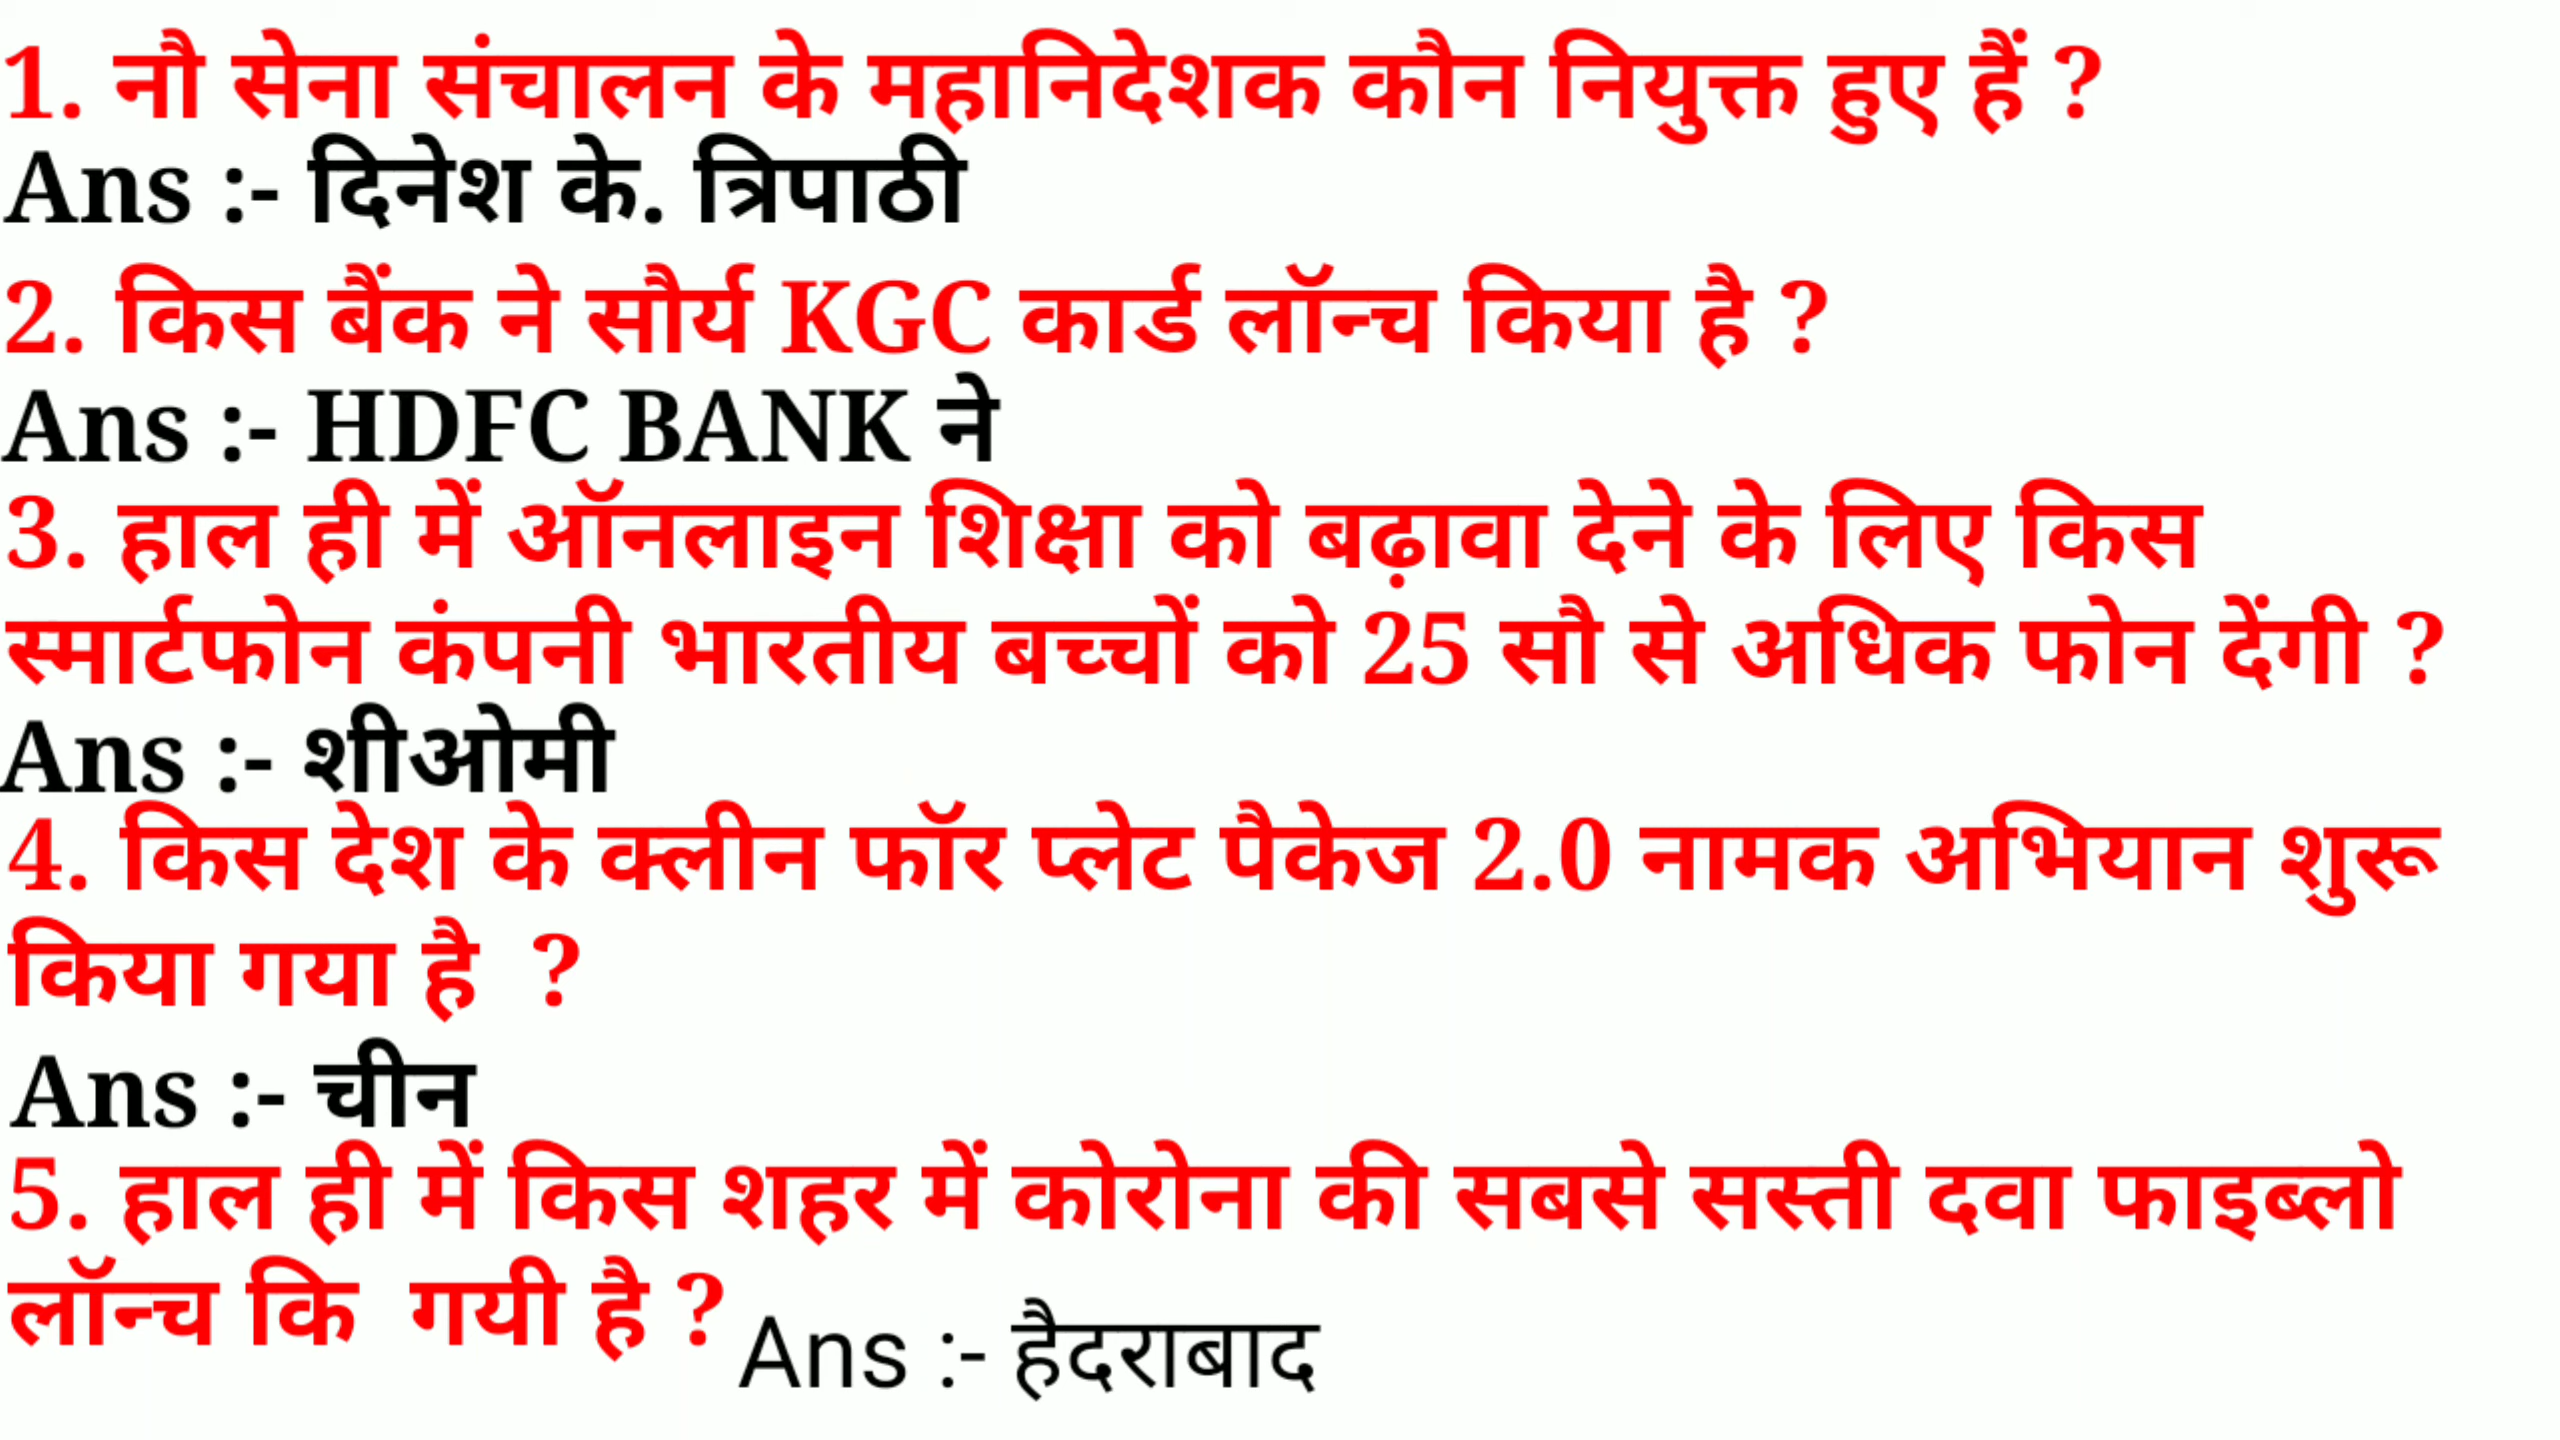 1. नौ सेना संचालन के महानिदेशक कौन नियुक्त हुए हैं ?
Ans :- दिनेश के. त्रिपाठी
2. किस बैंक ने सौर्य KGC कार्ड लॉन्च किया है ?
Ans :- HDFC BANK ने
3. हाल ही में ऑनलाइन शिक्षा को बढ़ावा देने के लिए किस
स्मार्टफोन कंपनी भारतीय बच्चों को 25 सौ से अधिक फोन देंगी ?
Ans :- शीओमी
4. किस देश के क्लीन फॉर प्लेट पैकेज 2.0 नामक अभियान शुरू
किया गया है ?
Ans :- चीन
5. हाल ही में किस शहर में कोरोना की सबसे सस्ती दवा फाइब्लो
लॉन्च कि गयी है ? Ans :- हैदराबाद